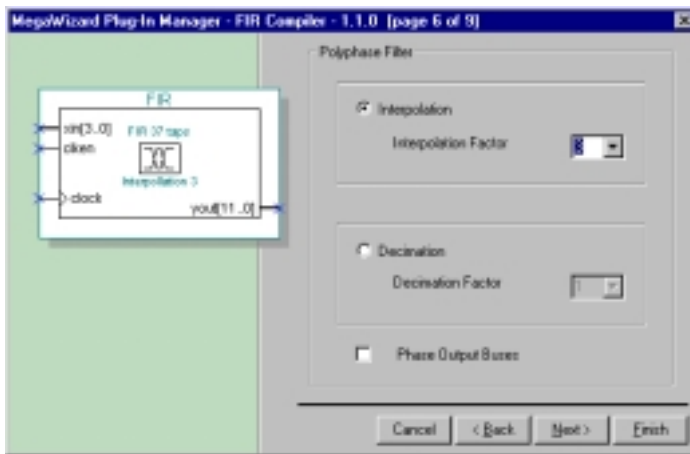 MegaWizard Plug-In Manager - FIR Compiler - 1.1.0 [page 6 of 9]
Polyphase Filter
FIR
xin[3..0]
FIR 37 taps
clken
Interpollation 3
clock
yout[11..0]
Interpolation
Interpolation Factor
3
Decimation
Decimation Factor
1
Phase Output Buses
Cancel
< Back
Next >
Finish